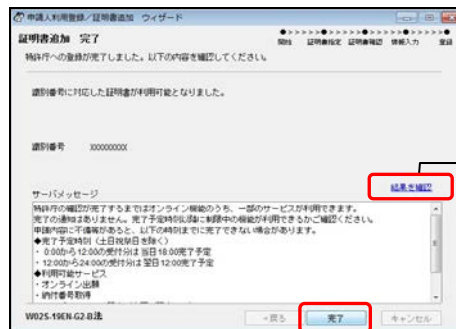 申請人利用登録／証明書追加 ウィザード
証明書追加 完了
●>>>>>●>>>>>●>>>>>●>>>>>●
開始 証明書指定 証明書確認 情報入力 登録
特許庁への登録が完了しました。以下の内容を確認してください。
識別番号に対応した証明書が利用可能となりました。
識別番号 XXXXXXXXX
結果を確認
サーバメッセージ
特許庁の確認が完了するまではオンライン機能のうち、一部のサービスが利用できます。
完了の通知はありません。完了予定時刻以降に制限中の機能が利用できるかご確認ください。
申請内容に不備等があると、以下の時刻までに完了できない場合があります。
◆完了予定時刻（土日祝祭日を除く）
・ 0:00から12:00の受付分は当日18:00完了予定
・12:00から24:00の受付分は翌日12:00完了予定
◆利用可能サービス
・オンライン出願
・納付番号取得
W02S-19EN-G2-B法
<戻る
完了
キャンセル